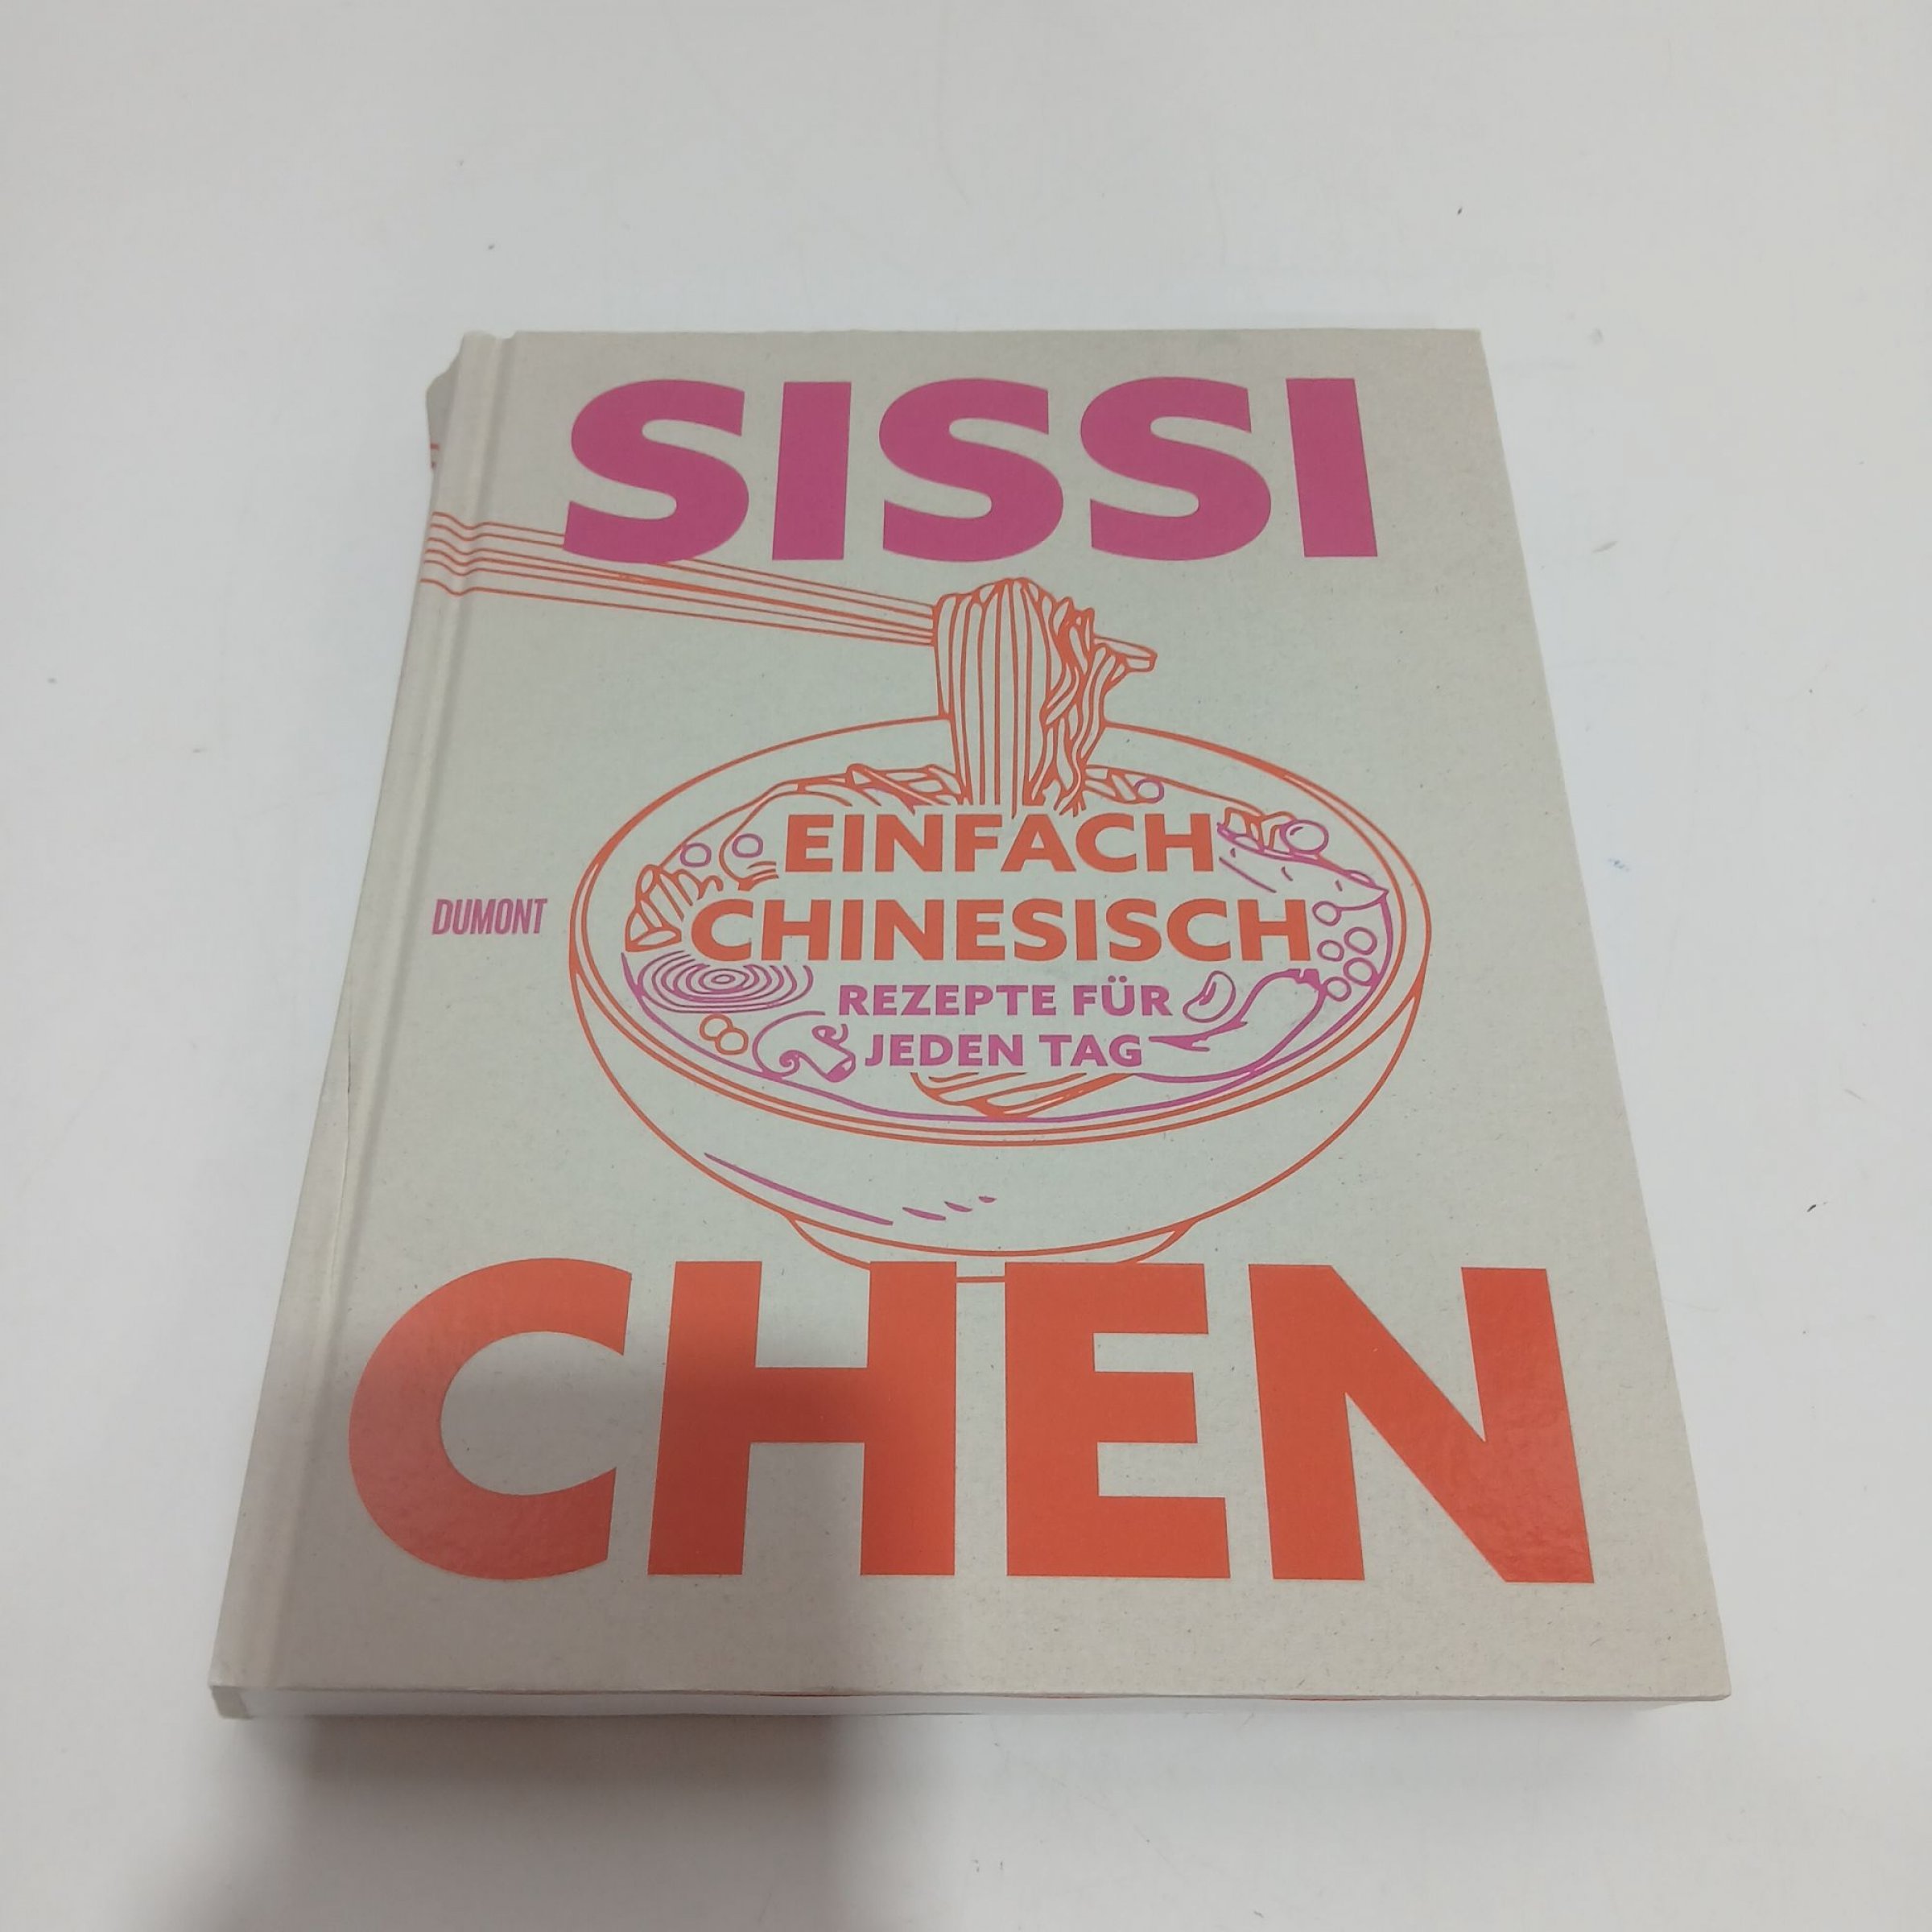 SISSI
EINFACH
CHINESISCH
DUMONT
REZEPTE FÜR
JEDEN TAG
CHEN